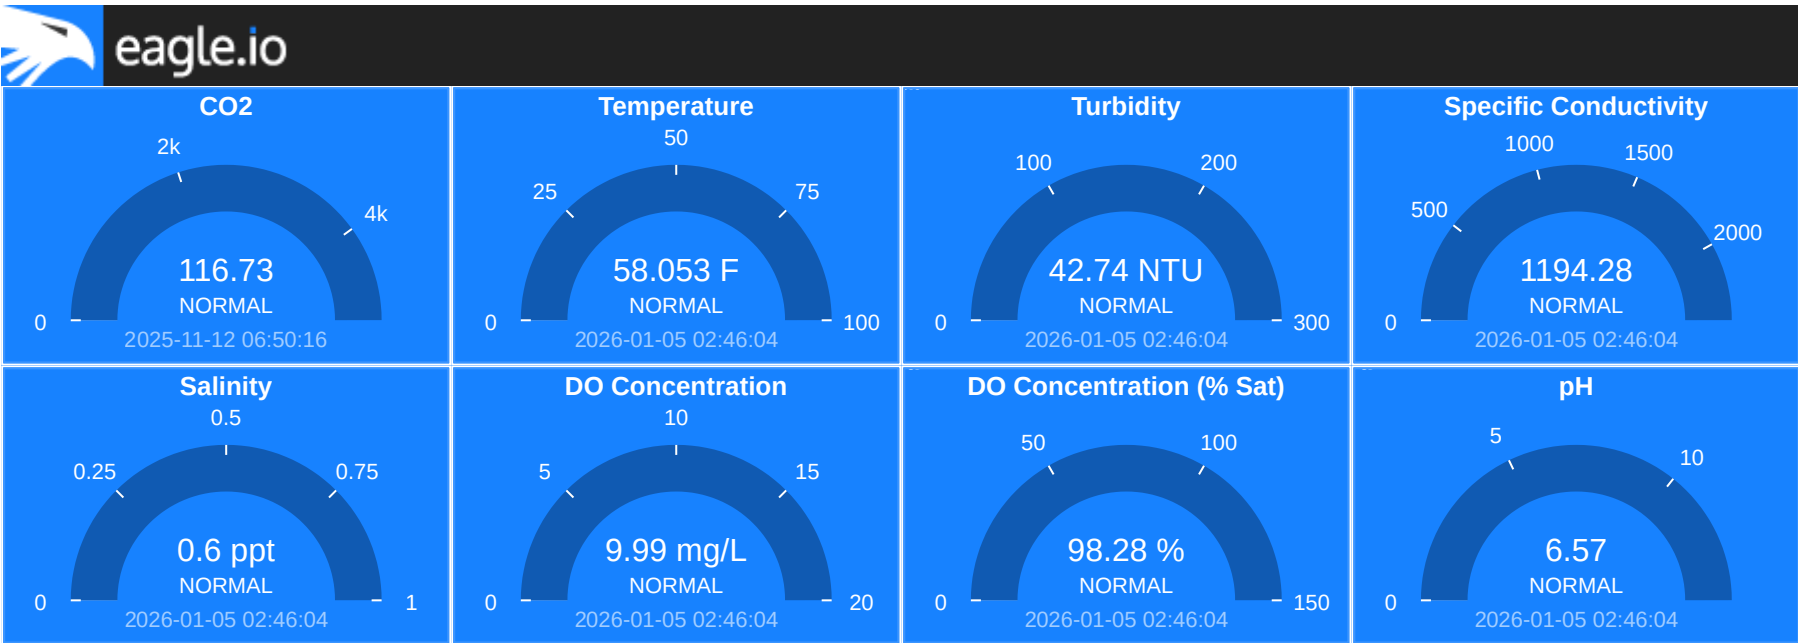 eagle.io
CO2
2k
4k
0
116.73
NORMAL
2025-11-12 06:50:16
Temperature
50
25
75
0
100
58.053 F
NORMAL
2026-01-05 02:46:04
Turbidity
100
200
0
300
42.74 NTU
NORMAL
2026-01-05 02:46:04
Specific Conductivity
1000
1500
500
2000
0
1194.28
NORMAL
2026-01-05 02:46:04
Salinity
0.5
0.25
0.75
0
1
0.6 ppt
NORMAL
2026-01-05 02:46:04
DO Concentration
10
5
15
0
20
9.99 mg/L
NORMAL
2026-01-05 02:46:04
DO Concentration (% Sat)
50
100
0
150
98.28 %
NORMAL
2026-01-05 02:46:04
pH
5
10
0
6.57
NORMAL
2026-01-05 02:46:04